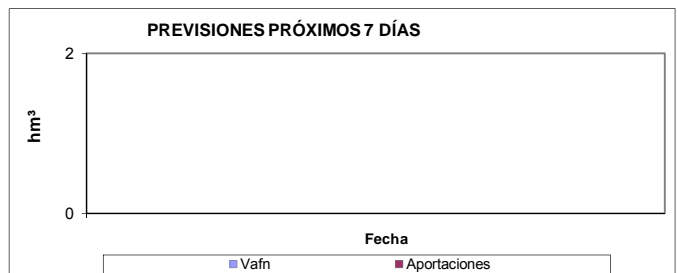 PREVISIONES PRÓXIMOS 7 DÍAS
2
hm³
0
Fecha
Vafn Aportaciones